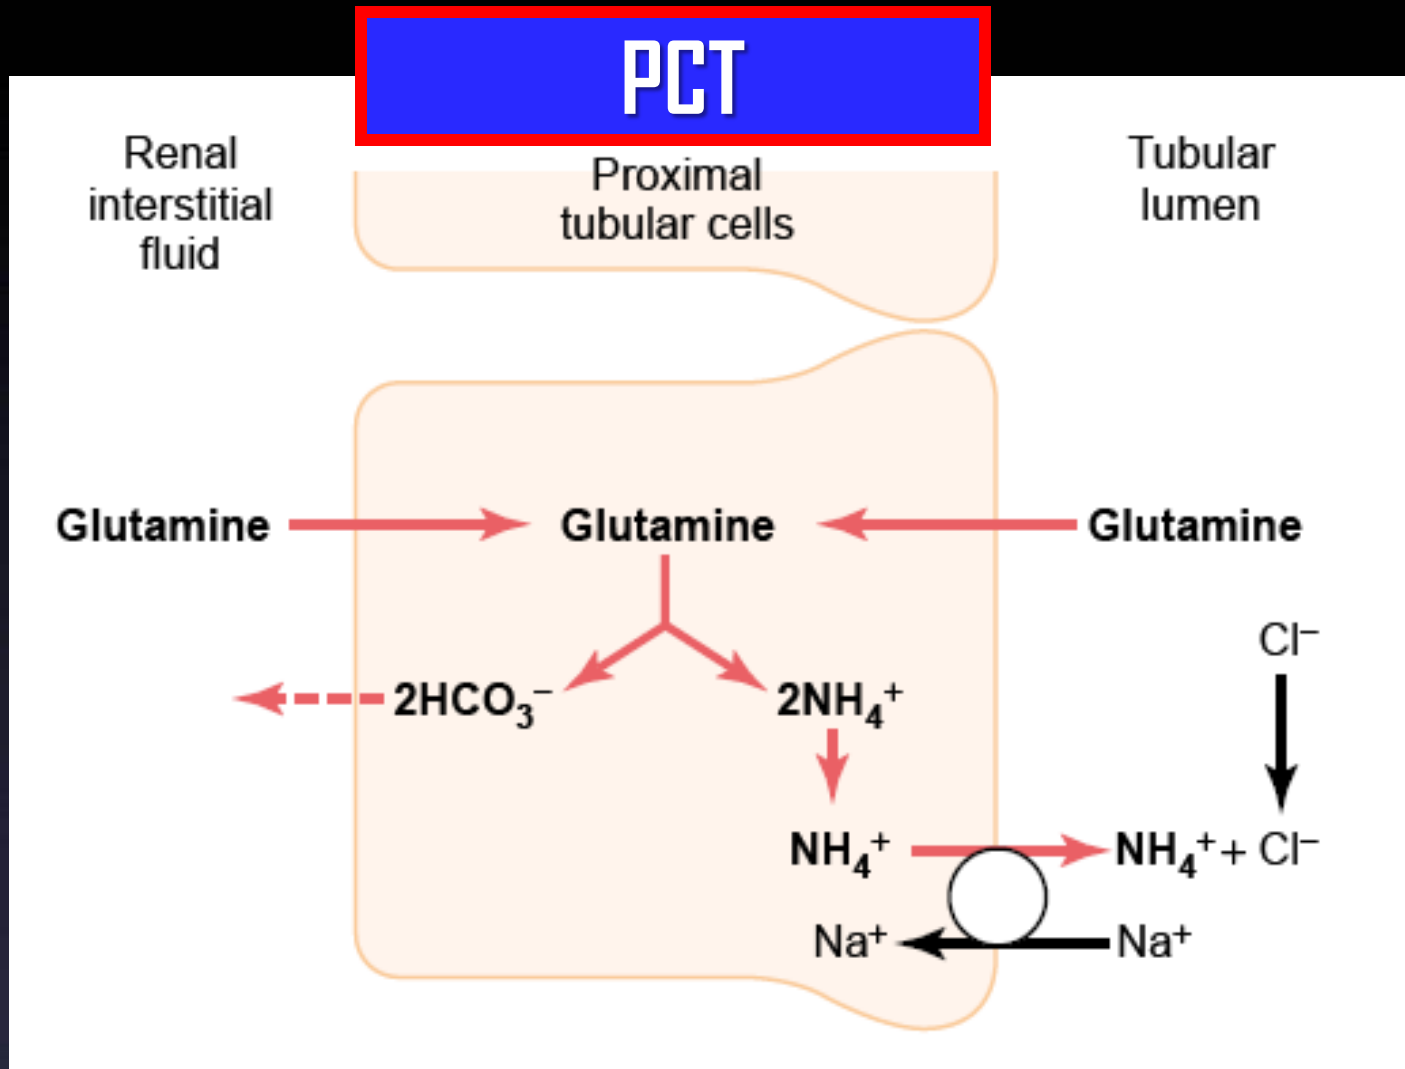 PCT
Renal
interstitial
fluid
Proximal
tubular cells
Tubular
lumen
Glutamine
Glutamine
Glutamine
Cl⁻
2HCO₃⁻
2NH₄⁺
NH₄⁺
NH₄⁺ + Cl⁻
Na⁺
Na⁺